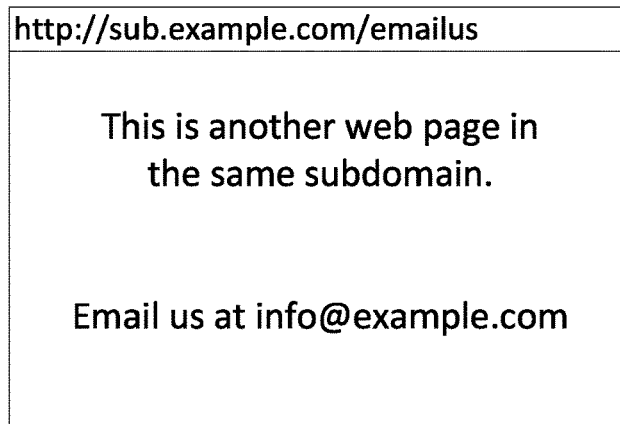 http://sub.example.com/emailus
This is another web page in
the same subdomain.
Email us at info@example.com